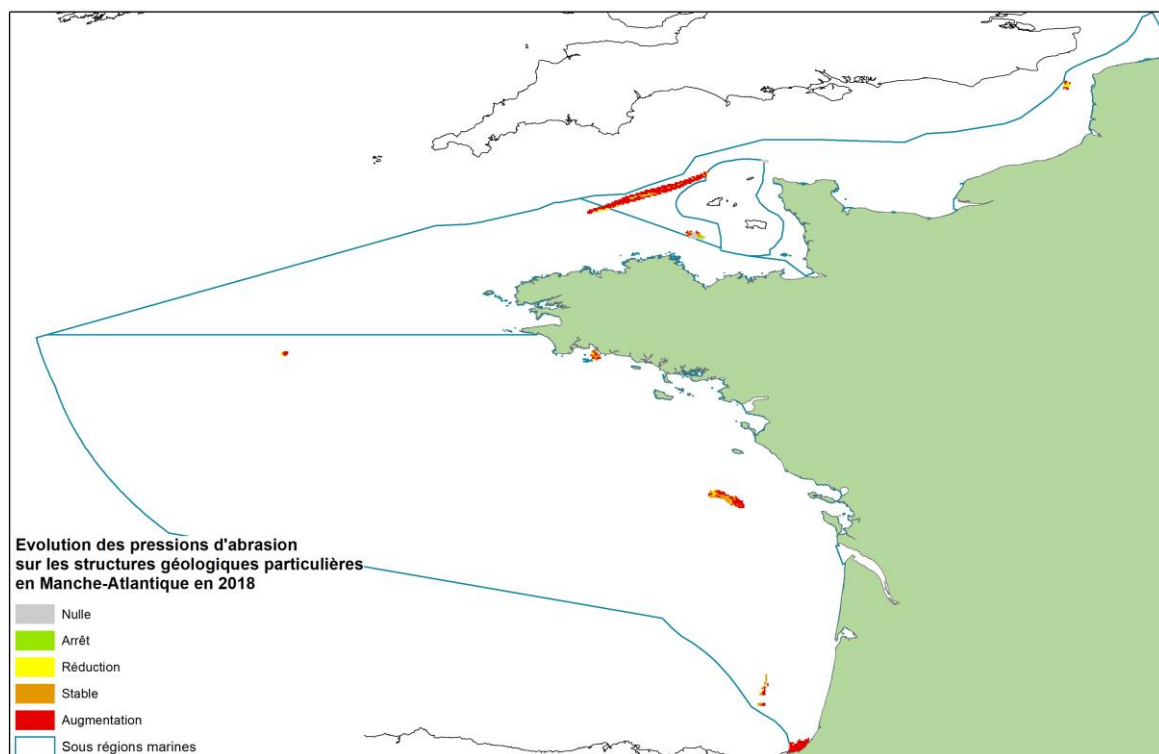 Evolution des pressions d'abrasion
sur les structures géologiques particulières
en Manche-Atlantique en 2018
Nulle
Arrêt
Réduction
Stable
Augmentation
Sous régions marines